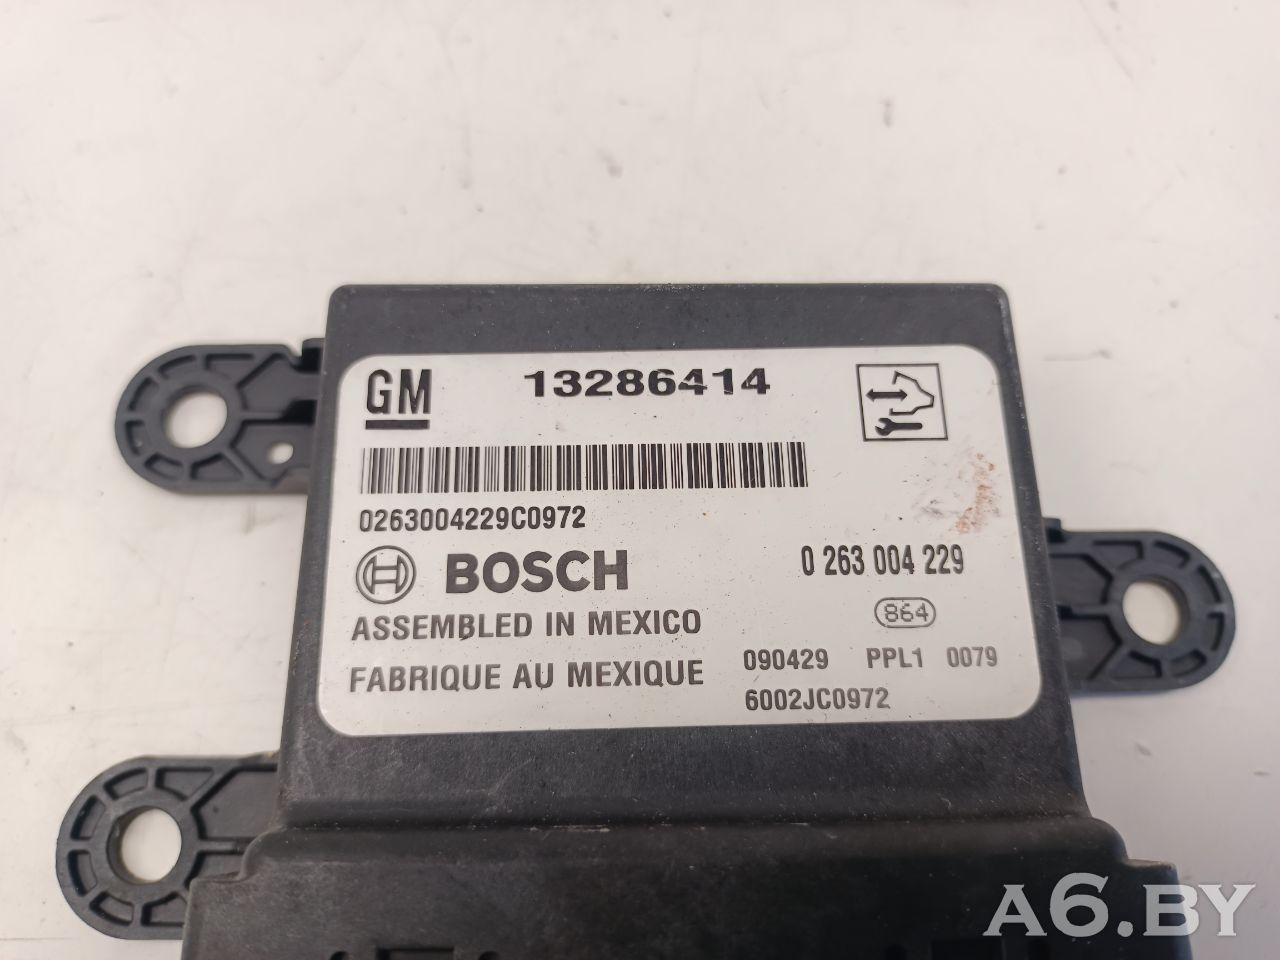 GM 13286414
0263004229C0972
BOSCH 0 263 004 229
ASSEMBLED IN MEXICO 864
FABRIQUE AU MEXIQUE 090429 PPL1 0079
6002JC0972
A6.BY